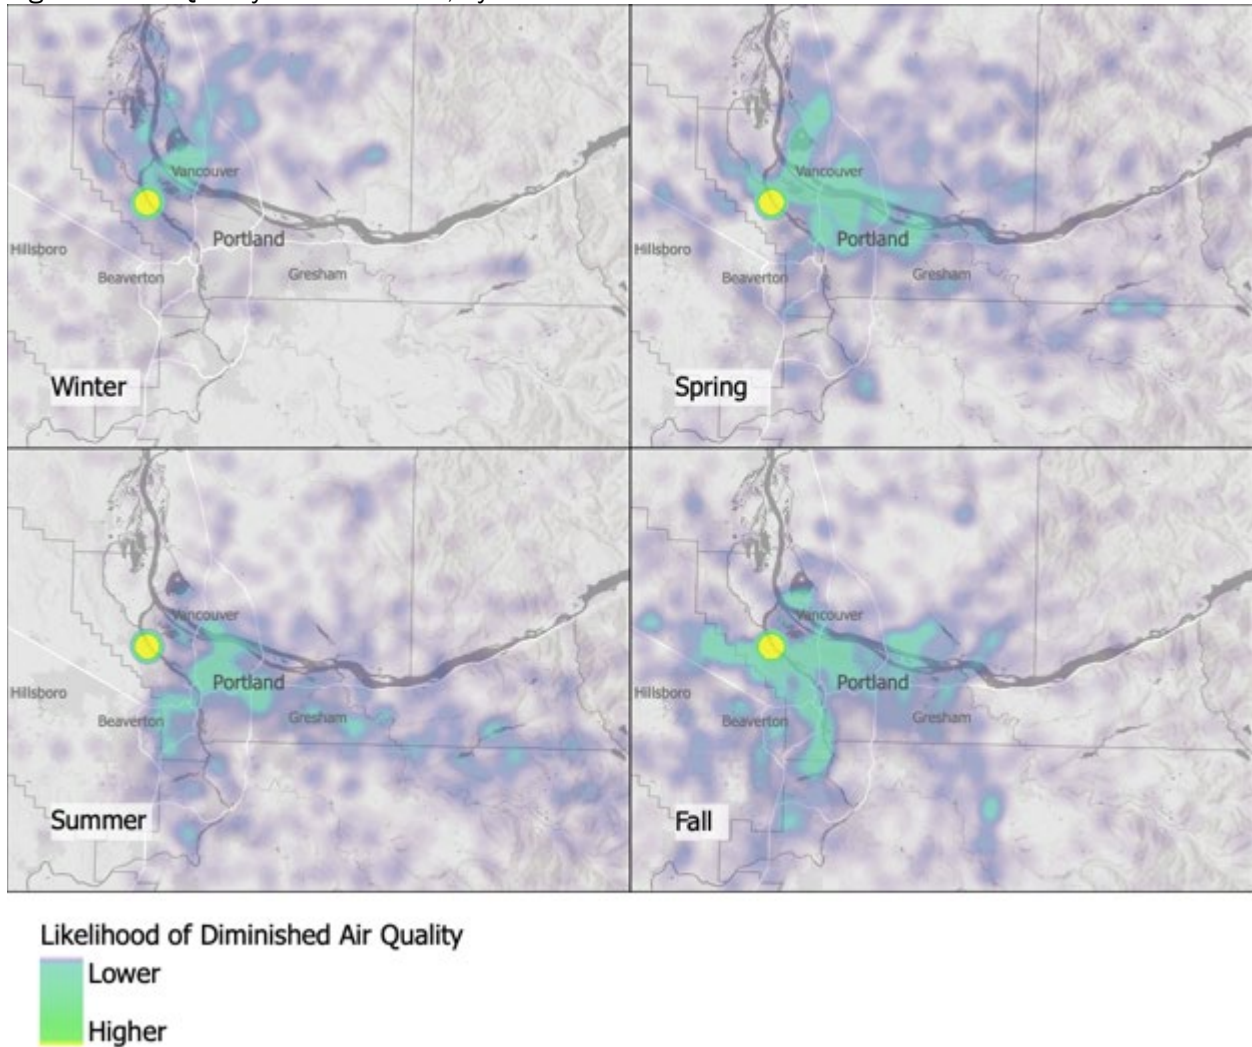 Vancouver
Portland
Hillsboro
Beaverton
Gresham
Winter
Vancouver
Portland
Hillsboro
Beaverton
Gresham
Spring
Vancouver
Portland
Hillsboro
Beaverton
Gresham
Summer
Vancouver
Portland
Hillsboro
Beaverton
Gresham
Fall
Likelihood of Diminished Air Quality
Lower
Higher